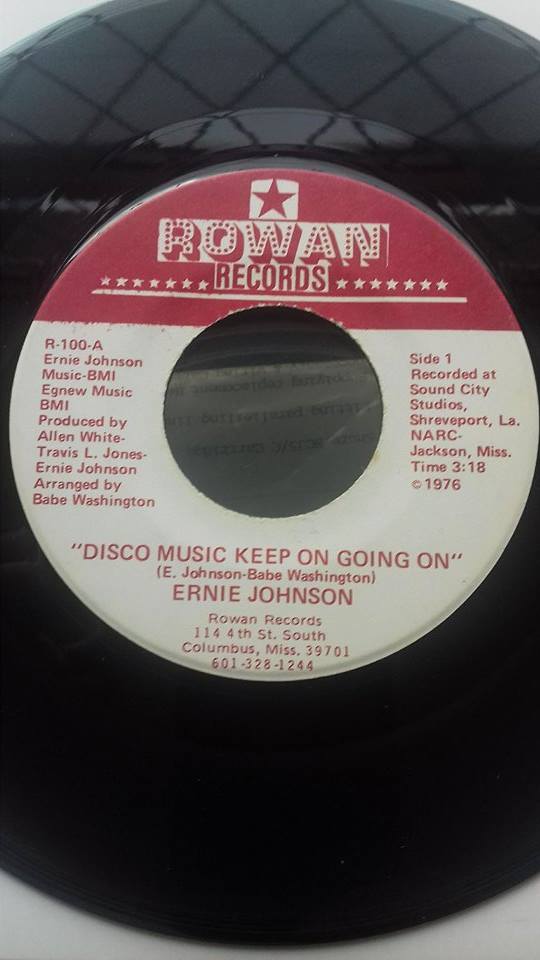 ROWAN
RECORDS
R-100-A
Ernie Johnson
Music-BMI
Egnew Music
BMI
Produced by
Allen White-
Travis L. Jones-
Ernie Johnson
Arranged by
Babe Washington
Side 1
Recorded at
Sound City
Studios,
Shreveport, La.
NARC-
Jackson, Miss.
Time 3:18
©1976
"DISCO MUSIC KEEP ON GOING ON"
(E. Johnson-Babe Washington)
ERNIE JOHNSON
Rowan Records
114 4th St. South
Columbus, Miss. 39701
601-328-1244